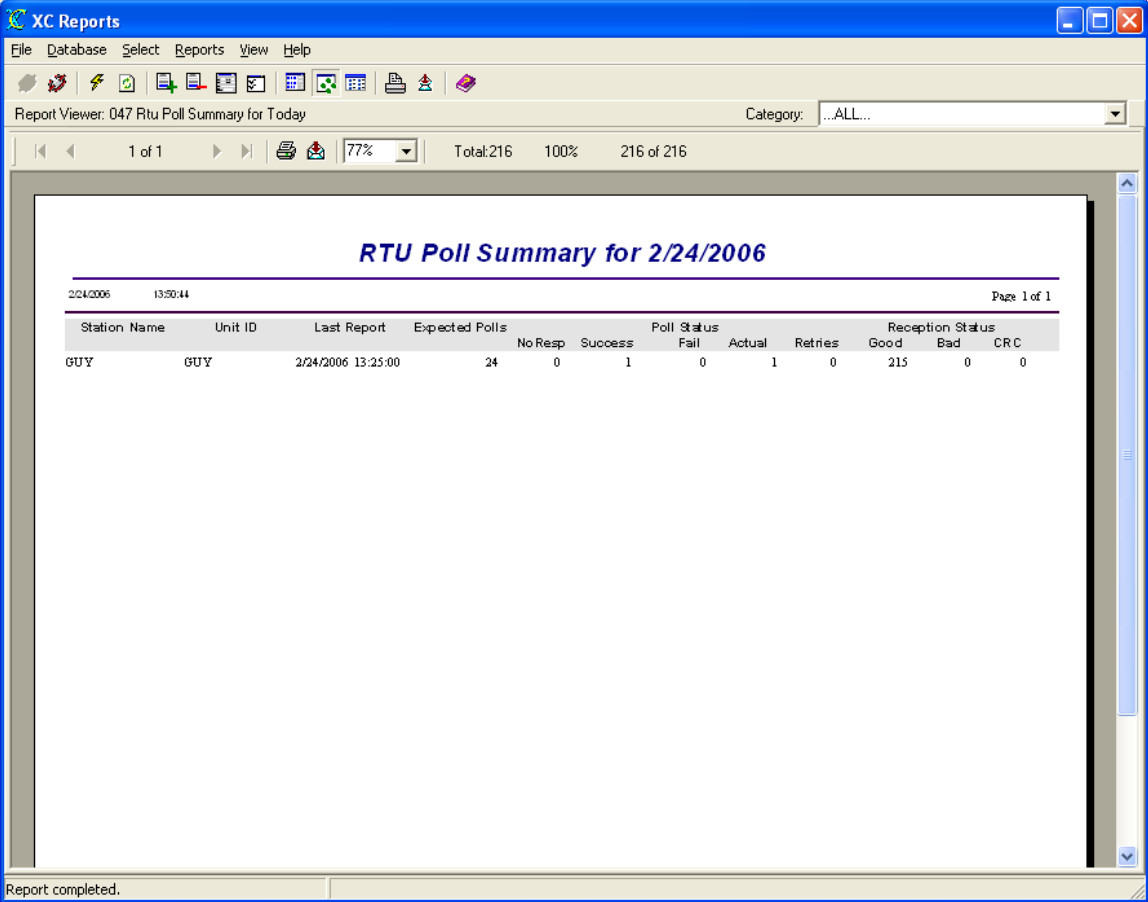 XC Reports
File Database Select Reports View Help
Report Viewer: 047 Rtu Poll Summary for Today Category: ...ALL...
1 of 1 77% Total:216 100% 216 of 216
RTU Poll Summary for 2/24/2006
2/24/2006 13:50:44 Page 1 of 1
Station Name Unit ID Last Report Expected Polls Poll Status Reception Status
No Resp Success Fail Actual Retries Good Bad CRC
GUY GUY 2/24/2006 13:25:00 24 0 1 0 1 0 215 0 0
Report completed.